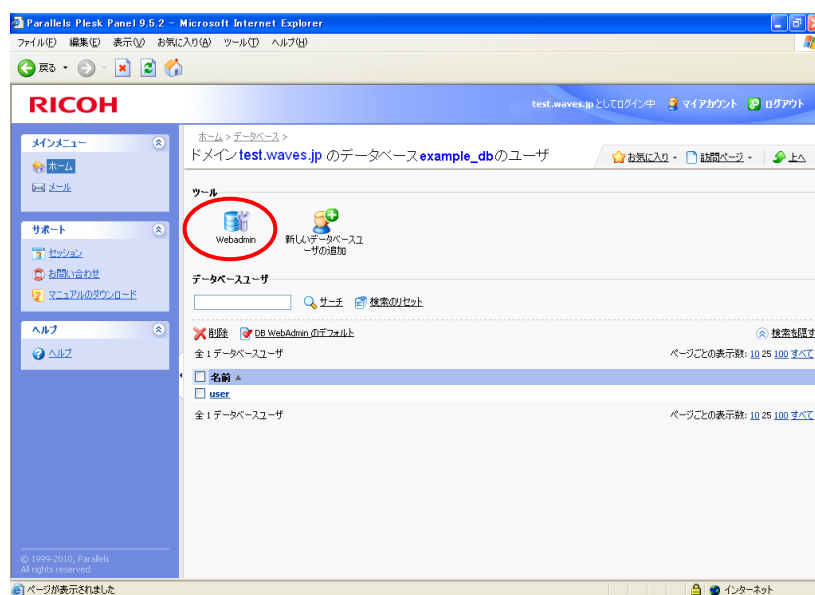 Parallels Plesk Panel 9.5.2 - Microsoft Internet Explorer
ファイル(F) 編集(E) 表示(V) お気に入り(A) ツール(T) ヘルプ(H)
戻る
RICOH
test.waves.jp としてログイン中 マイアカウント ログアウト
メインメニュー
ホーム
メール
サポート
セッション
お問い合わせ
マニュアルのダウンロード
ヘルプ
ヘルプ
© 1999-2010, Parallels
All rights reserved
ホーム > データベース >
ドメインtest.waves.jp のデータベースexample_dbのユーザ
お気に入り 訪問ページ 上へ
ツール
Webadmin
新しいデータベースユ
ーザの追加
データベースユーザ
サーチ 検索のリセット
削除 DB WebAdmin のデフォルト 検索を隠す
全 1 データベースユーザ ページごとの表示数: 10 25 100 すべて
名前
user
全 1 データベースユーザ ページごとの表示数: 10 25 100 すべて
ページが表示されました インターネット